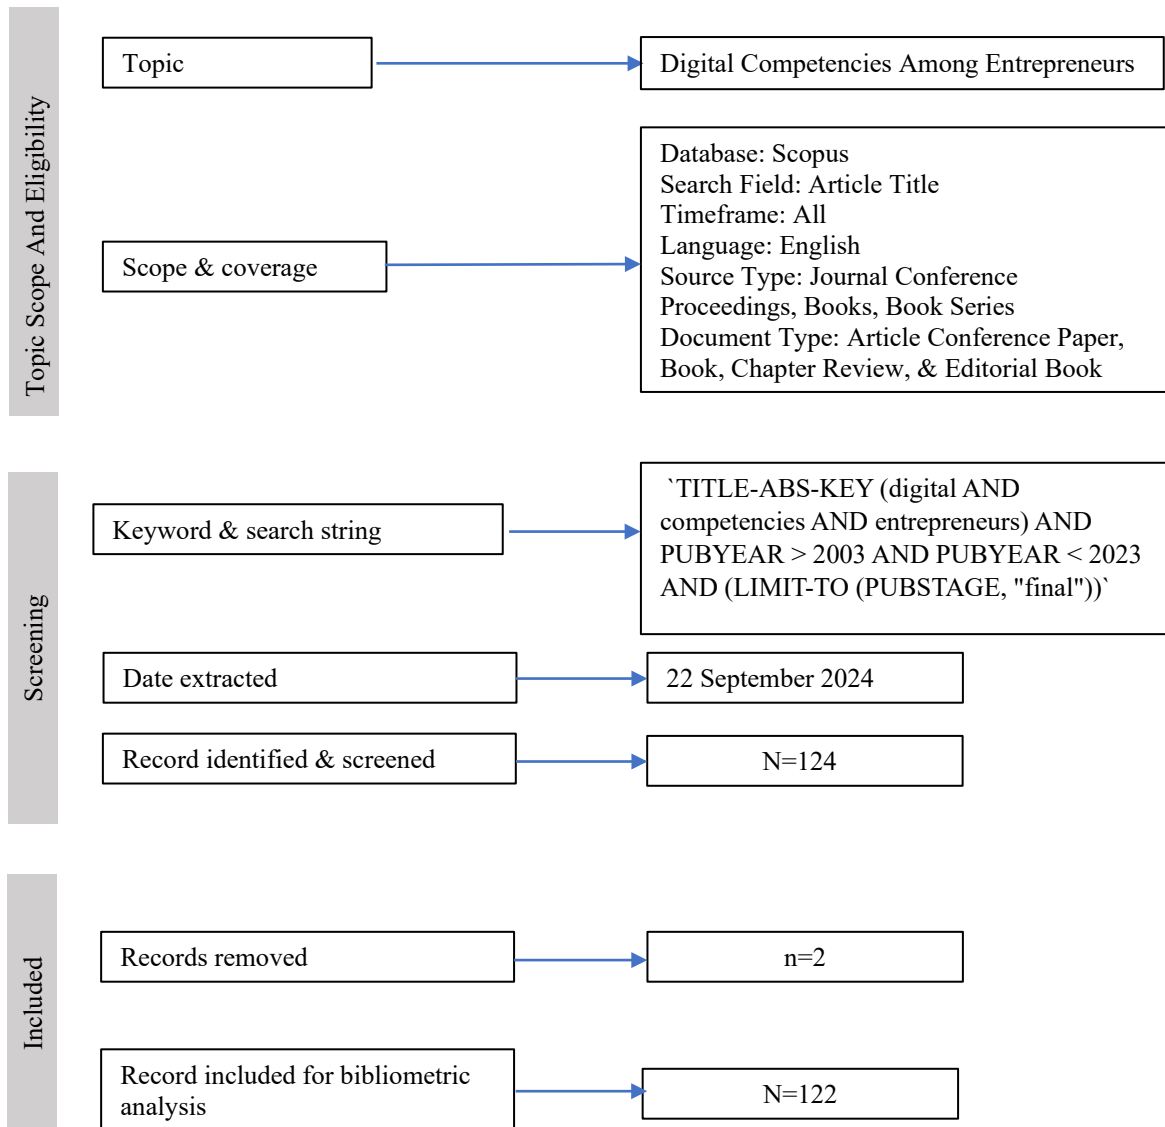 Topic Scope And Eligibility
Topic
Digital Competencies Among Entrepreneurs
Scope & coverage
Database: Scopus
Search Field: Article Title
Timeframe: All
Language: English
Source Type: Journal Conference
Proceedings, Books, Book Series
Document Type: Article Conference Paper,
Book, Chapter Review, & Editorial Book
Screening
Keyword & search string
`TITLE-ABS-KEY (digital AND
competencies AND entrepreneurs) AND
PUBYEAR > 2003 AND PUBYEAR < 2023
AND (LIMIT-TO (PUBSTAGE, "final"))`
Date extracted
22 September 2024
Record identified & screened
N=124
Included
Records removed
n=2
Record included for bibliometric
analysis
N=122